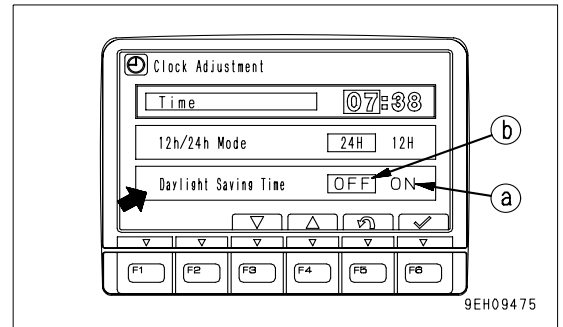 Clock Adjustment
Time 07:38
12h/24h Mode 24H 12H
b
Daylight Saving Time OFF ON
a
F1 F2 F3 F4 F5 F6
9EH09475